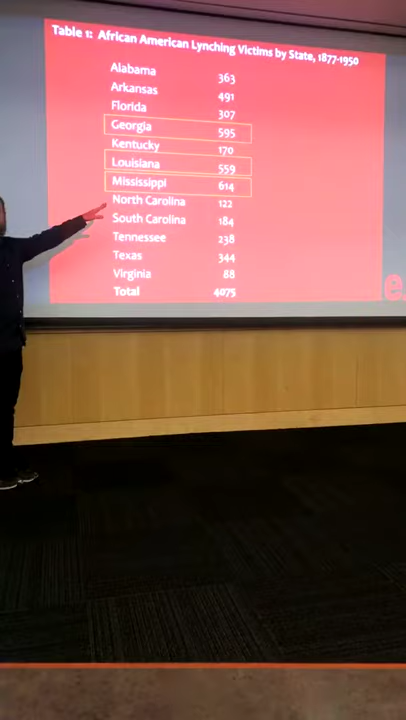 Table 1: African American Lynching Victims by State, 1877-1950
Alabama 363
Arkansas 491
Florida 307
Georgia 595
Kentucky 170
Louisiana 559
Mississippi 614
North Carolina 122
South Carolina 184
Tennessee 238
Texas 344
Virginia 88
Total 4075
e